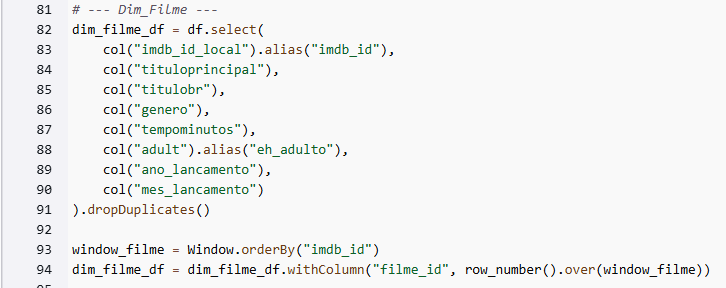 81 # --- Dim_Filme ---
82 dim_filme_df = df.select(
83     col("imdb_id_local").alias("imdb_id"),
84     col("tituloprincipal"),
85     col("titulobr"),
86     col("genero"),
87     col("tempominutos"),
88     col("adult").alias("eh_adulto"),
89     col("ano_lancamento"),
90     col("mes_lancamento")
91 ).dropDuplicates()
92
93 window_filme = Window.orderBy("imdb_id")
94 dim_filme_df = dim_filme_df.withColumn("filme_id", row_number().over(window_filme))